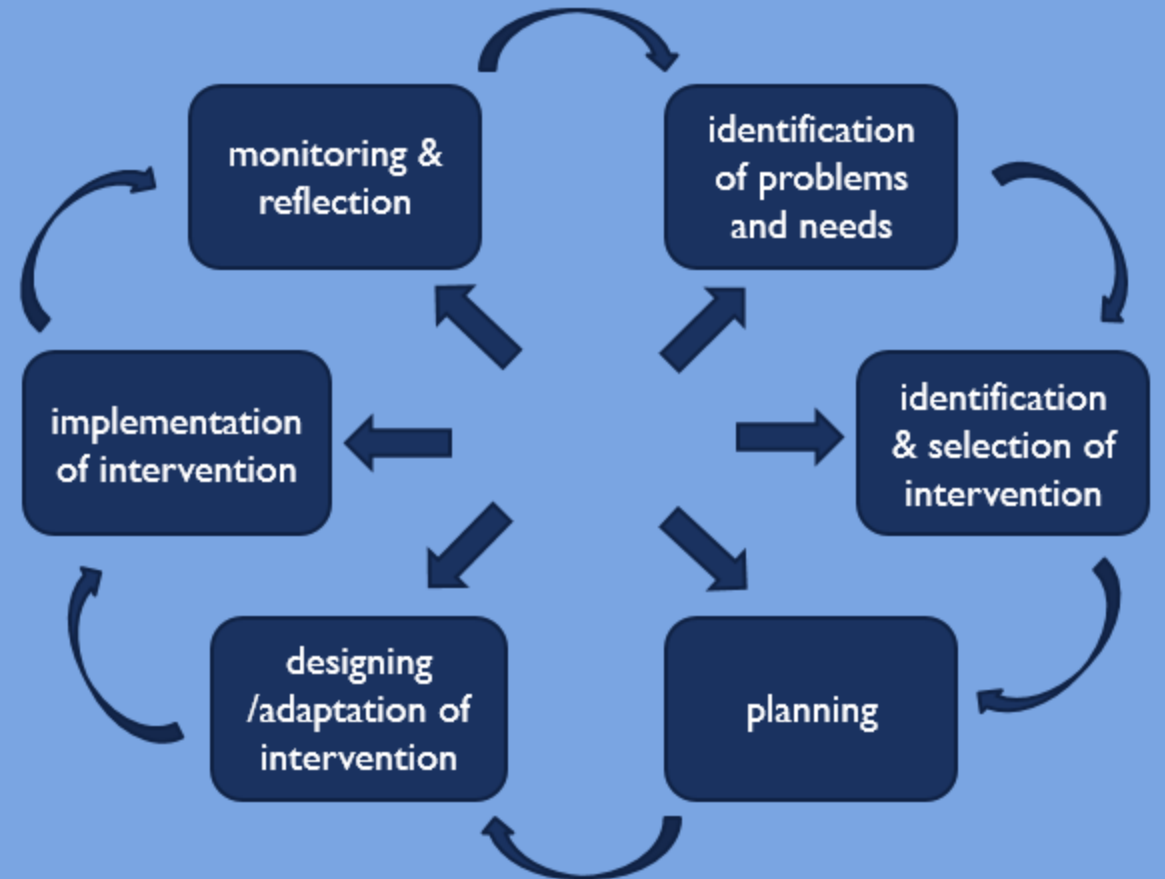 monitoring &
reflection
identification
of problems
and needs
implementation
of intervention
identification
& selection of
intervention
designing
/adaptation of
intervention
planning